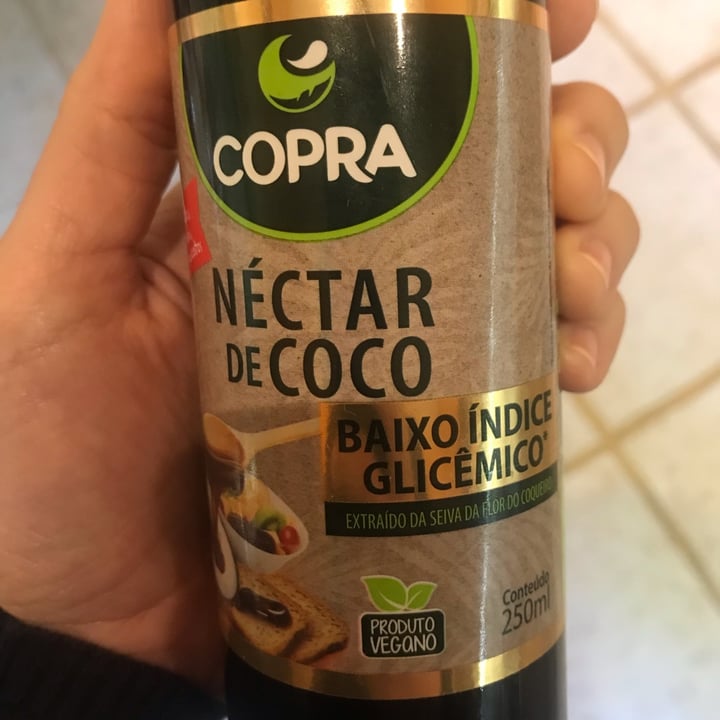 COPRA
NÉCTAR
DE COCO
BAIXO ÍNDICE
GLICÊMICO*
EXTRAÍDO DA SEIVA DA FLOR DO COQUEIRO
PRODUTO
VEGANO
Conteúdo
250ml